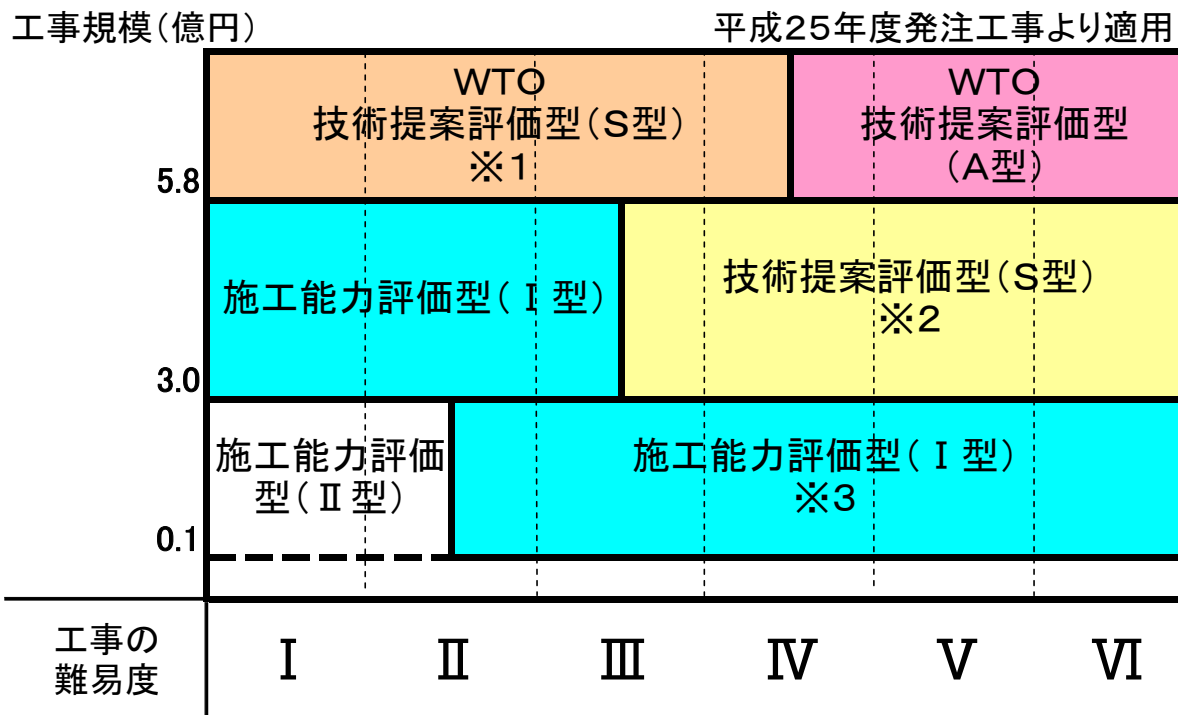 工事規模(億円)
平成25年度発注工事より適用
WTO
技術提案評価型(S型)
※1
WTO
技術提案評価型
(A型)
5.8
施工能力評価型(Ⅰ型)
技術提案評価型(S型)
※2
3.0
施工能力評価
型(Ⅱ型)
施工能力評価型(Ⅰ型)
※3
0.1
工事の
難易度
Ⅰ Ⅱ Ⅲ Ⅳ Ⅴ Ⅵ